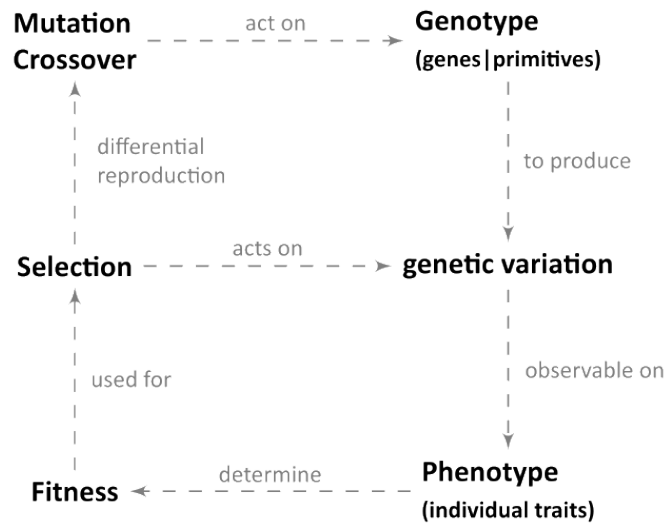 Mutation
Crossover
act on
Genotype
(genes|primitives)
differential
reproduction
to produce
Selection
acts on
genetic variation
used for
observable on
Fitness
determine
Phenotype
(individual traits)